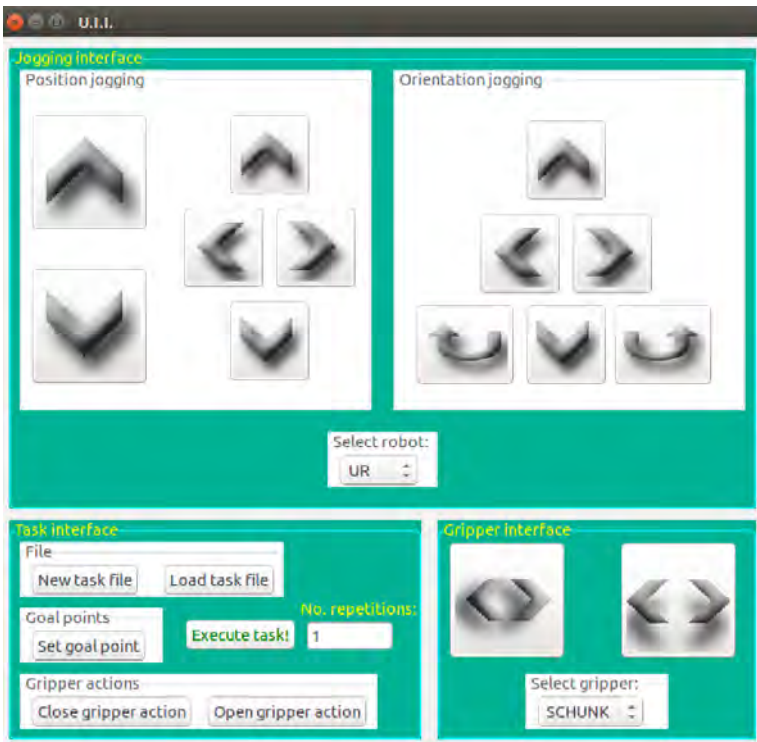 U.I.I.
Jogging interface
Position jogging
Orientation jogging
Select robot:
UR
Task interface
File
New task file
Load task file
Goal points
Set goal point
Execute task!
No. repetitions:
1
Gripper actions
Close gripper action
Open gripper action
Gripper interface
Select gripper:
SCHUNK